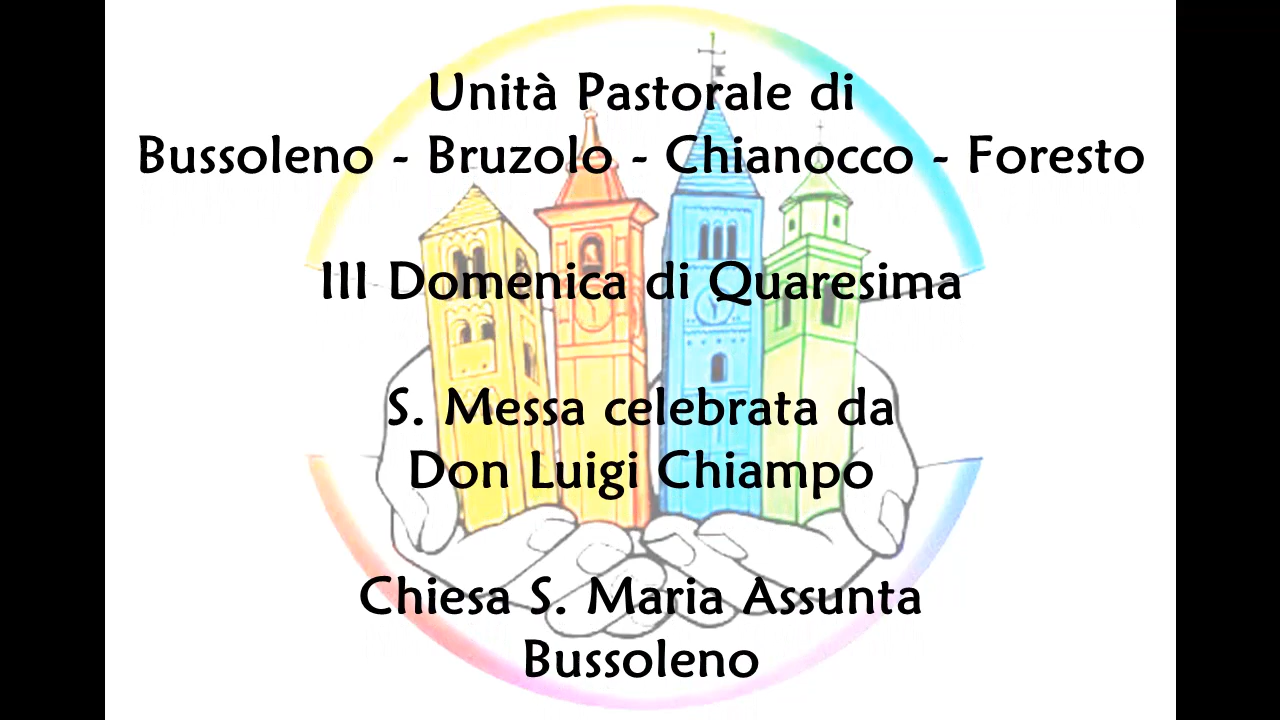 Unità Pastorale di
Bussoleno - Bruzolo - Chianocco - Foresto
III Domenica di Quaresima
S. Messa celebrata da
Don Luigi Chiampo
Chiesa S. Maria Assunta
Bussoleno